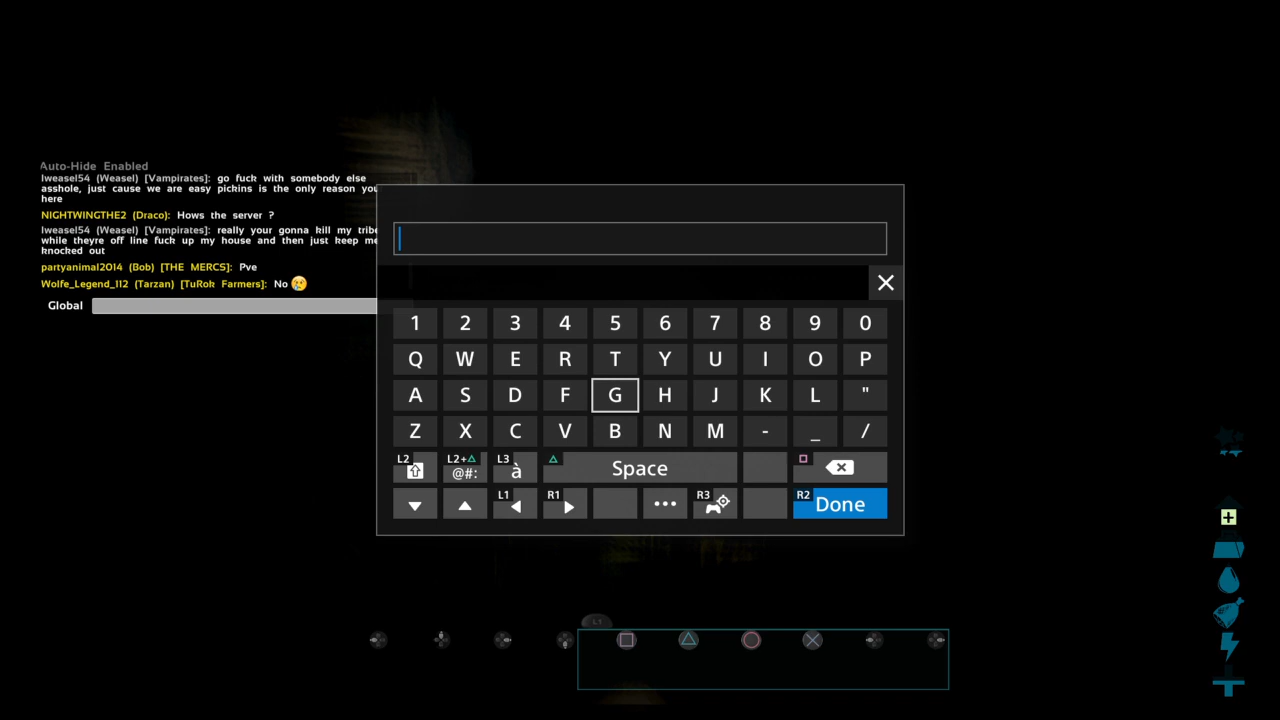 Auto-Hide Enabled
lweasel54 (Weasel) [Vampirates]: go fuck with somebody else
asshole, just cause we are easy pickins is the only reason you
here
NIGHTWINGTHE2 (Draco): Hows the server ?
lweasel54 (Weasel) [Vampirates]: really your gonna kill my tribe
while theyre off line fuck up my house and then just keep me
knocked out
partyanimal2014 (Bob) [THE MERCS]: Pve
Wolfe_Legend_112 (Tarzan) [TuRok Farmers]: No 😢
Global
1 2 3 4 5 6 7 8 9 0
Q W E R T Y U I O P
A S D F G H J K L "
Z X C V B N M - _ /
L2 L2+△ @#: L3 à △ Space □
L1 R1 ... R3 R2 Done
L1